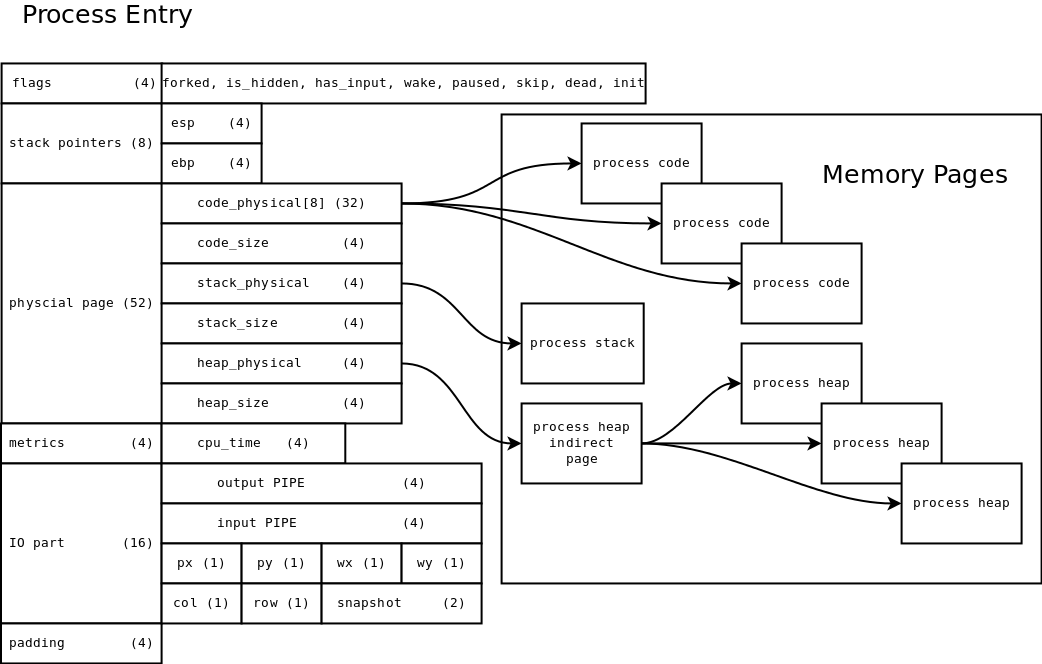 Process Entry
flags (4) forked, is_hidden, has_input, wake, paused, skip, dead, init
stack pointers (8)
esp (4)
ebp (4)
physcial page (52)
code_physical[8] (32)
code_size (4)
stack_physical (4)
stack_size (4)
heap_physical (4)
heap_size (4)
metrics (4)
cpu_time (4)
IO part (16)
output PIPE (4)
input PIPE (4)
px (1) py (1) wx (1) wy (1)
col (1) row (1) snapshot (2)
padding (4)
Memory Pages
process code
process code
process code
process stack
process heap
indirect
page
process heap
process heap
process heap